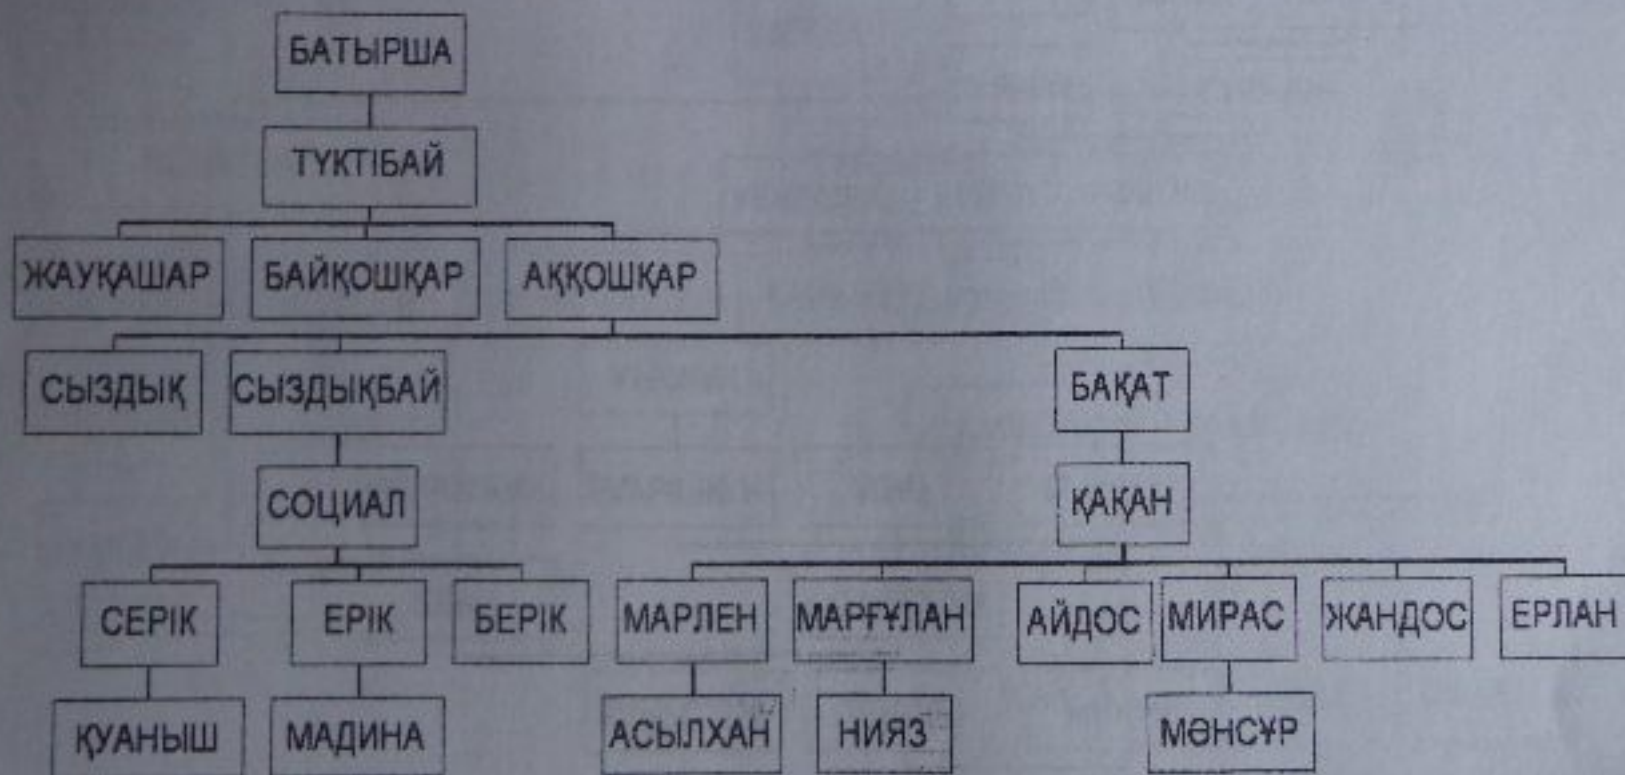 БАТЫРША
ТҮКТІБАЙ
ЖАУҚАШАР БАЙҚОШҚАР АҚҚОШҚАР
СЫЗДЫҚ СЫЗДЫҚБАЙ БАҚАТ
СОЦИАЛ ҚАҚАН
СЕРІК ЕРІК БЕРІК МАРЛЕН МАРҒҰЛАН АЙДОС МИРАС ЖАНДОС ЕРЛАН
ҚУАНЫШ МАДИНА АСЫЛХАН НИЯЗ МӘНСҰР